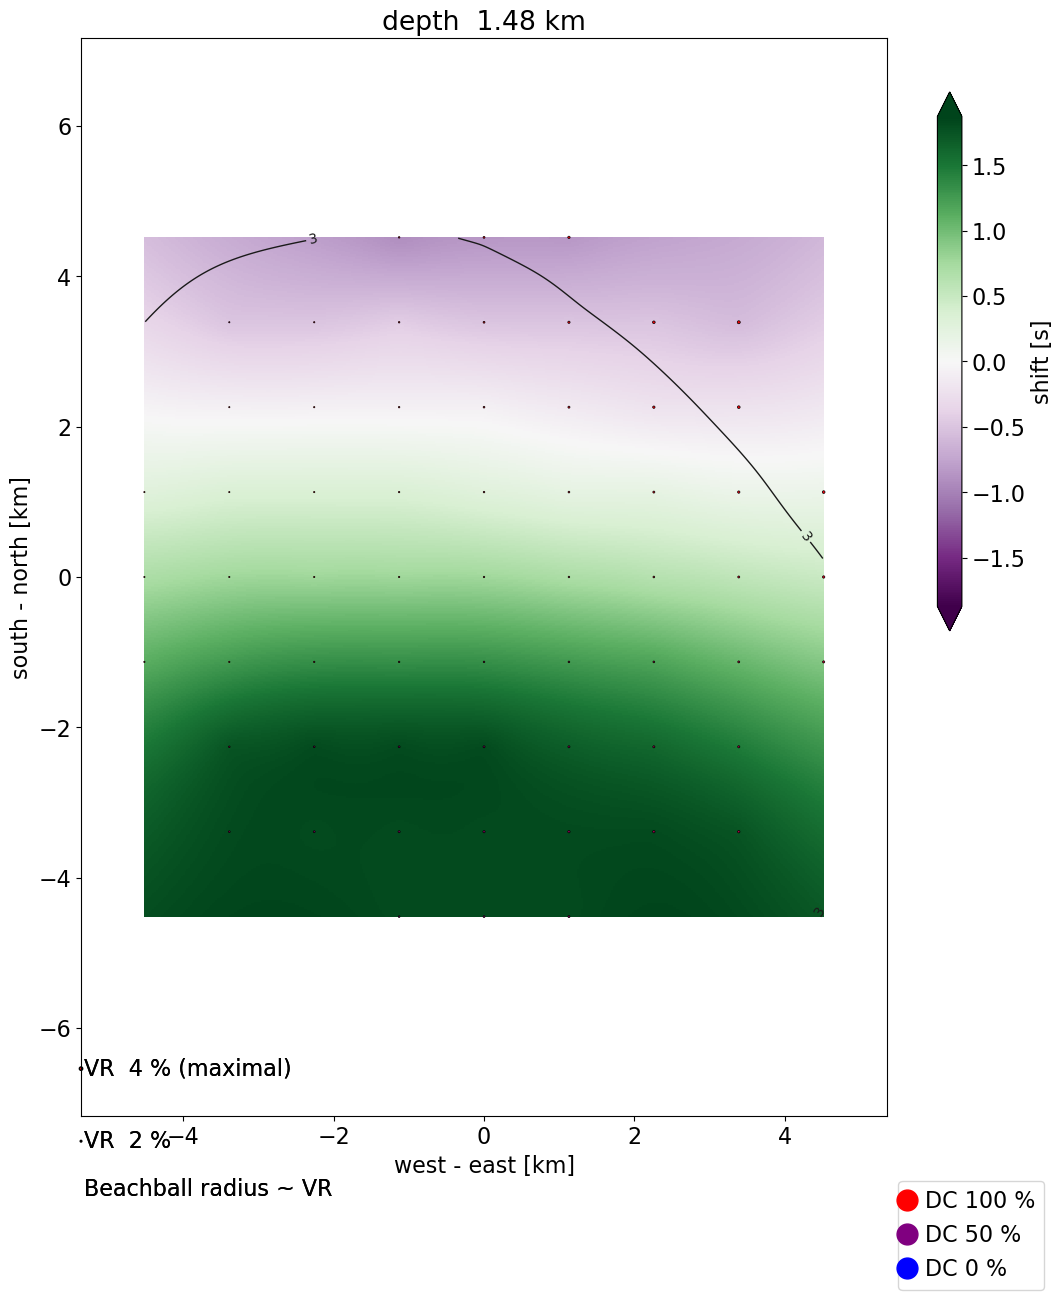 depth  1.48 km
6
4
2
0
−2
−4
−6
south - north [km]
3
3
3
VR  4 % (maximal)
VR  2 %
−4
−2
0
2
4
west - east [km]
Beachball radius ~ VR
1.5
1.0
0.5
0.0
−0.5
−1.0
−1.5
shift [s]
DC 100 %
DC 50 %
DC 0 %